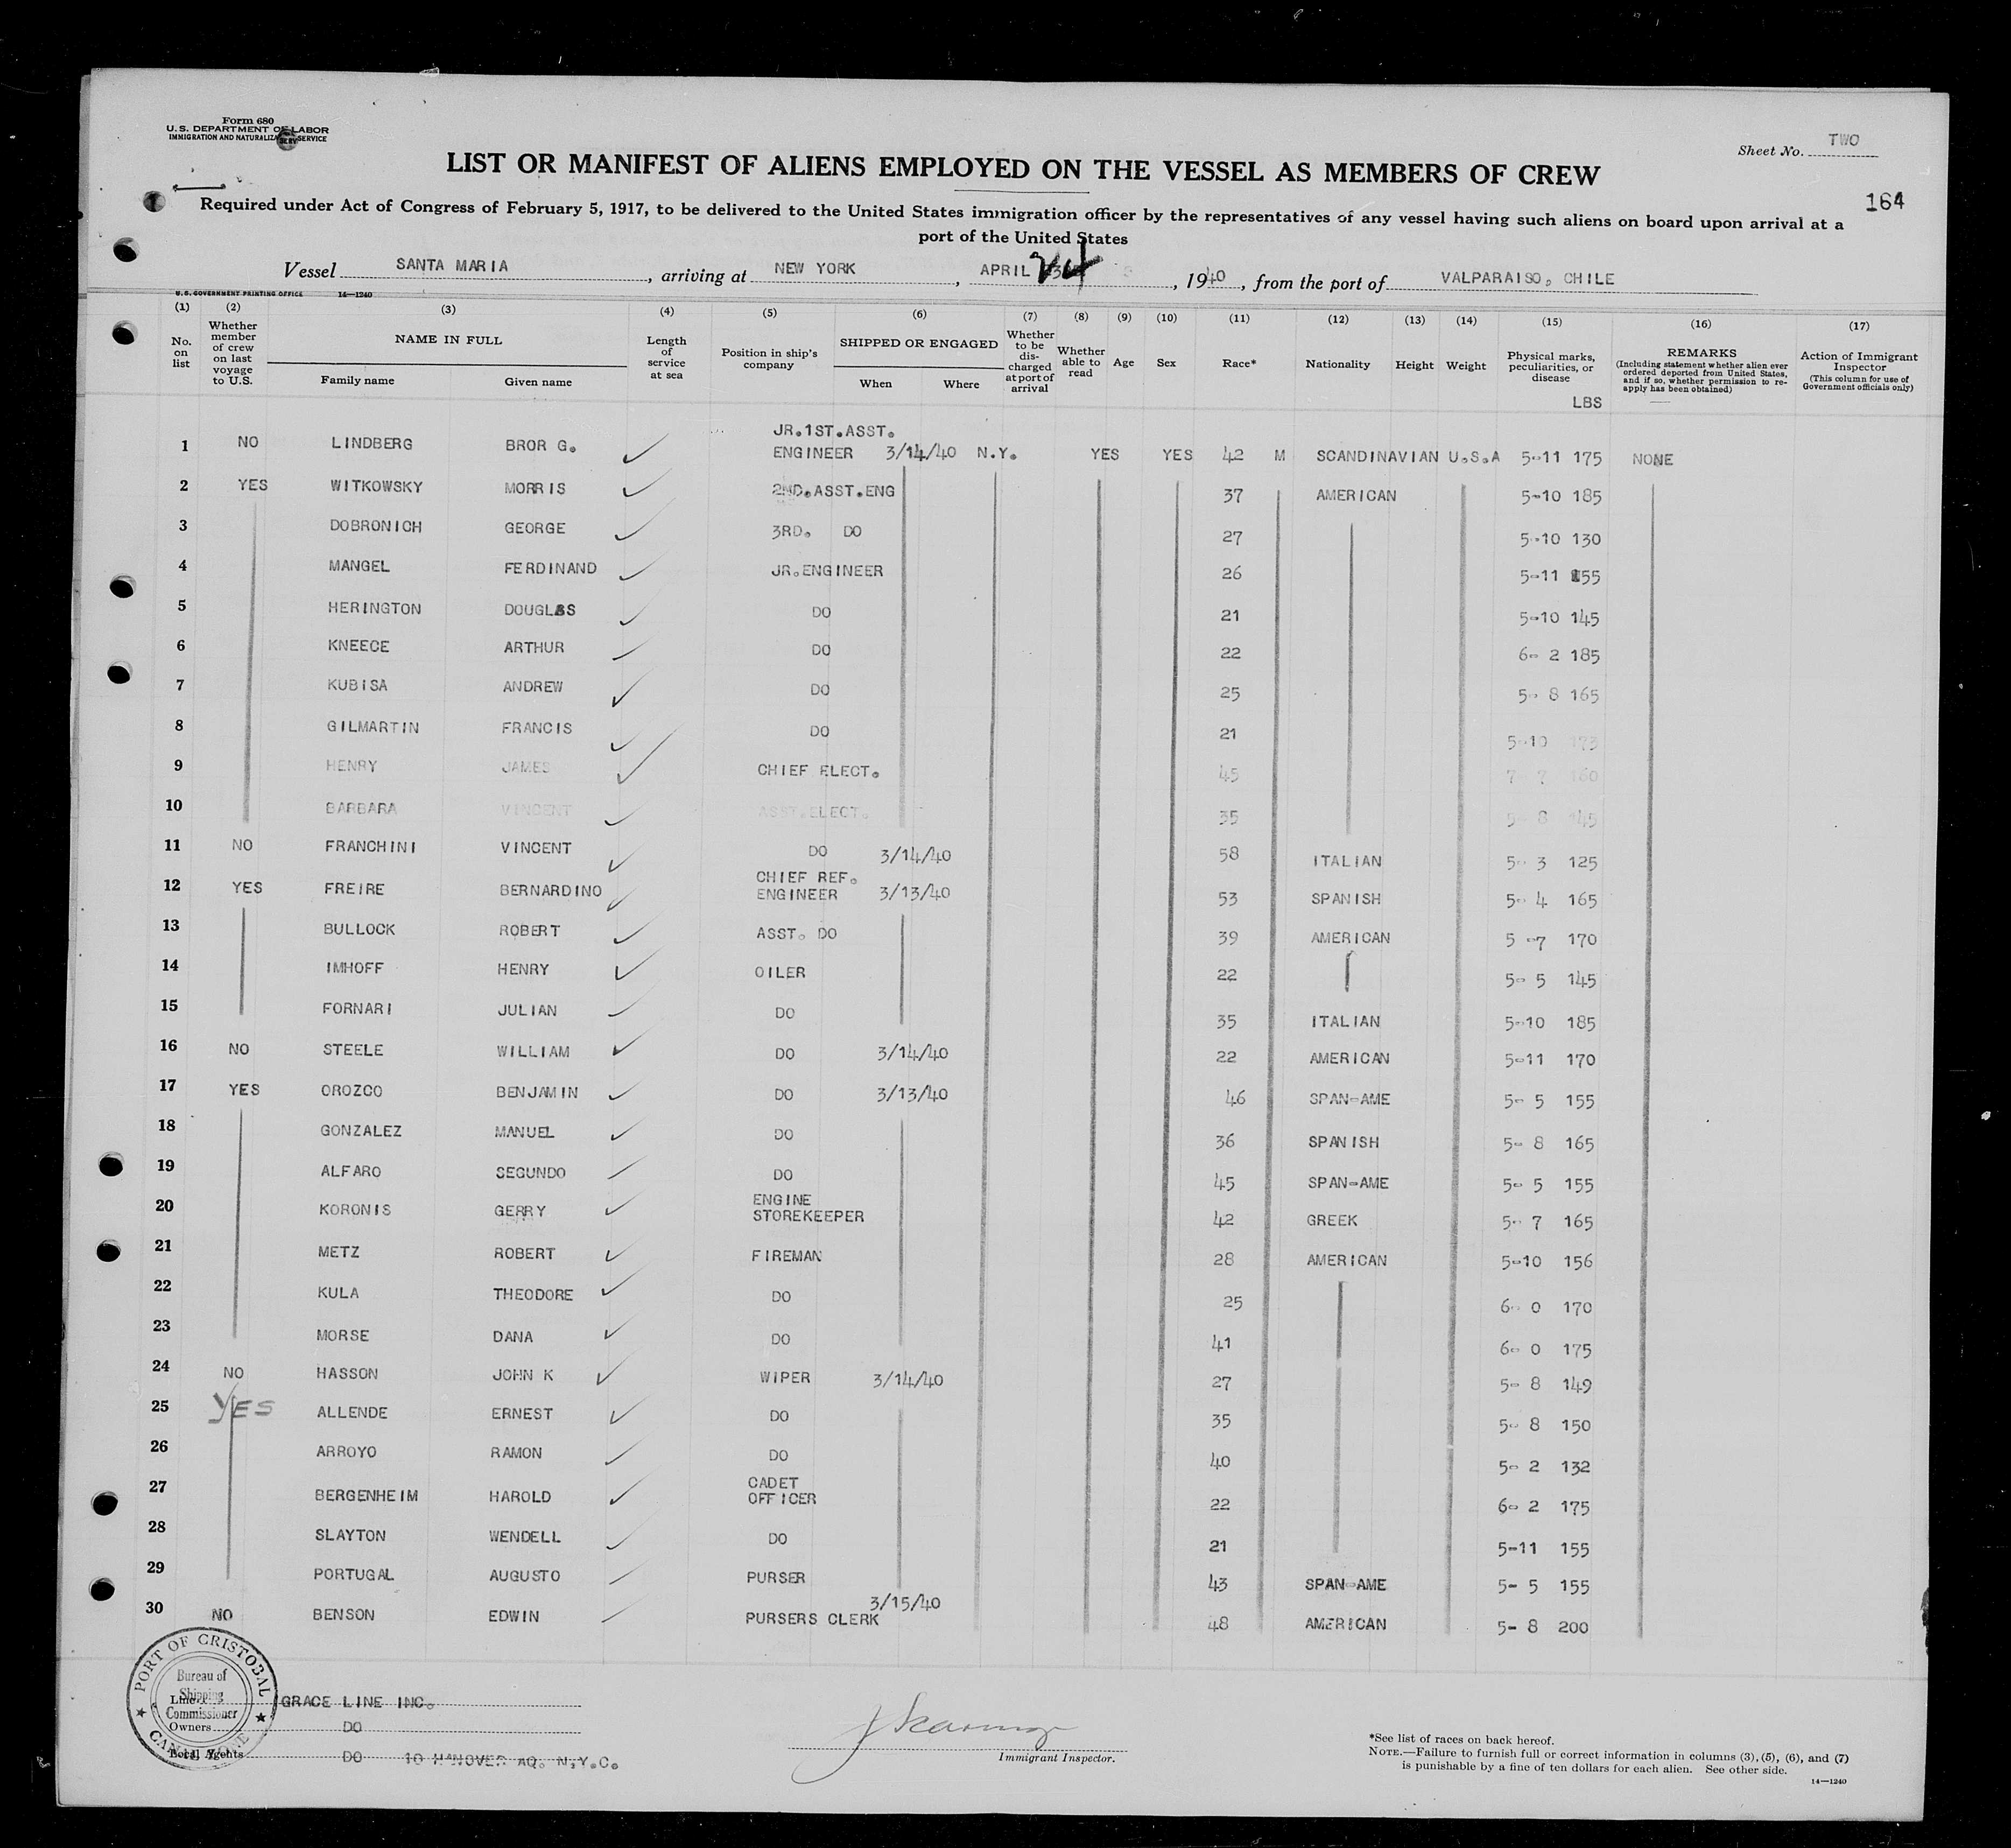 Form 680
U. S. DEPARTMENT OF LABOR
IMMIGRATION AND NATURALIZATION SERVICE
Sheet No. TWO
LIST OR MANIFEST OF ALIENS EMPLOYED ON THE VESSEL AS MEMBERS OF CREW
164
Required under Act of Congress of February 5, 1917, to be delivered to the United States immigration officer by the representatives of any vessel having such aliens on board upon arrival at a
port of the United States
Vessel SANTA MARIA, arriving at NEW YORK, APRIL 24, 1940, from the port of VALPARAISO, CHILE
U.S. GOVERNMENT PRINTING OFFICE 14—1240
(1) (2) (3) (4) (5) (6) (7) (8) (9) (10) (11) (12) (13) (14) (15) (16) (17)
No. on list
Whether member of crew on last voyage to U.S.
NAME IN FULL
Family name Given name
Length of service at sea
Position in ship's company
SHIPPED OR ENGAGED
When Where
Whether to be discharged at port of arrival
Whether able to read
Age
Sex
Race*
Nationality
Height
Weight
Physical marks, peculiarities, or disease
REMARKS
(Including statement whether alien ever ordered deported from United States, and if so, whether permission to reapply has been obtained)
Action of Immigrant Inspector
(This column for use of Government officials only)
LBS
1 NO LINDBERG BROR G. JR.1ST.ASST. ENGINEER 3/14/40 N.Y. YES YES 42 M SCANDINAVIAN U.S.A 5-11 175 NONE
2 YES WITKOWSKY MORRIS 2ND.ASST.ENG 37 AMERICAN 5-10 185
3 DOBRONICH GEORGE 3RD. DO 27 5-10 130
4 MANGEL FERDINAND JR.ENGINEER 26 5-11 155
5 HERINGTON DOUGLAS DO 21 5-10 145
6 KNEECE ARTHUR DO 22 6- 2 185
7 KUBISA ANDREW DO 25 5- 8 165
8 GILMARTIN FRANCIS DO 21 5-10 173
9 HENRY JAMES CHIEF ELECT. 45
10 BARBARA VINCENT ASST.ELECT. 35 5- 8 145
11 NO FRANCHINI VINCENT DO 3/14/40 58 ITALIAN 5- 3 125
12 YES FREIRE BERNARDINO CHIEF REF. ENGINEER 3/13/40 53 SPANISH 5- 4 165
13 BULLOCK ROBERT ASST. DO 39 AMERICAN 5 -7 170
14 IMHOFF HENRY OILER 22 5- 5 145
15 FORNARI JULIAN DO 35 ITALIAN 5-10 185
16 NO STEELE WILLIAM DO 3/14/40 22 AMERICAN 5-11 170
17 YES OROZCO BENJAMIN DO 3/13/40 46 SPAN-AME 5- 5 155
18 GONZALEZ MANUEL DO 36 SPANISH 5- 8 165
19 ALFARO SEGUNDO DO 45 SPAN-AME 5- 5 155
20 KORONIS GERRY ENGINE STOREKEEPER 42 GREEK 5- 7 165
21 METZ ROBERT FIREMAN 28 AMERICAN 5-10 156
22 KULA THEODORE DO 25 6- 0 170
23 MORSE DANA DO 41 6- 0 175
24 NO HASSON JOHN K WIPER 3/14/40 27 5- 8 149
25 YES ALLENDE ERNEST DO 35 5- 8 150
26 ARROYO RAMON DO 40 5- 2 132
27 BERGENHEIM HAROLD CADET OFFICER 22 6- 2 175
28 SLAYTON WENDELL DO 21 5-11 155
29 PORTUGAL AUGUSTO PURSER 43 SPAN-AME 5- 5 155
30 NO BENSON EDWIN PURSERS CLERK 3/15/40 48 AMERICAN 5- 8 200
PORT OF CRISTOBAL
Bureau of Shipping Commissioner
CANAL ZONE
Line GRACE LINE INC.
Owners DO
Local Agents DO 10 HANOVER AQ. N.Y.C.
Immigrant Inspector.
*See list of races on back hereof.
NOTE.—Failure to furnish full or correct information in columns (3), (5), (6), and (7)
is punishable by a fine of ten dollars for each alien. See other side.
14—1240